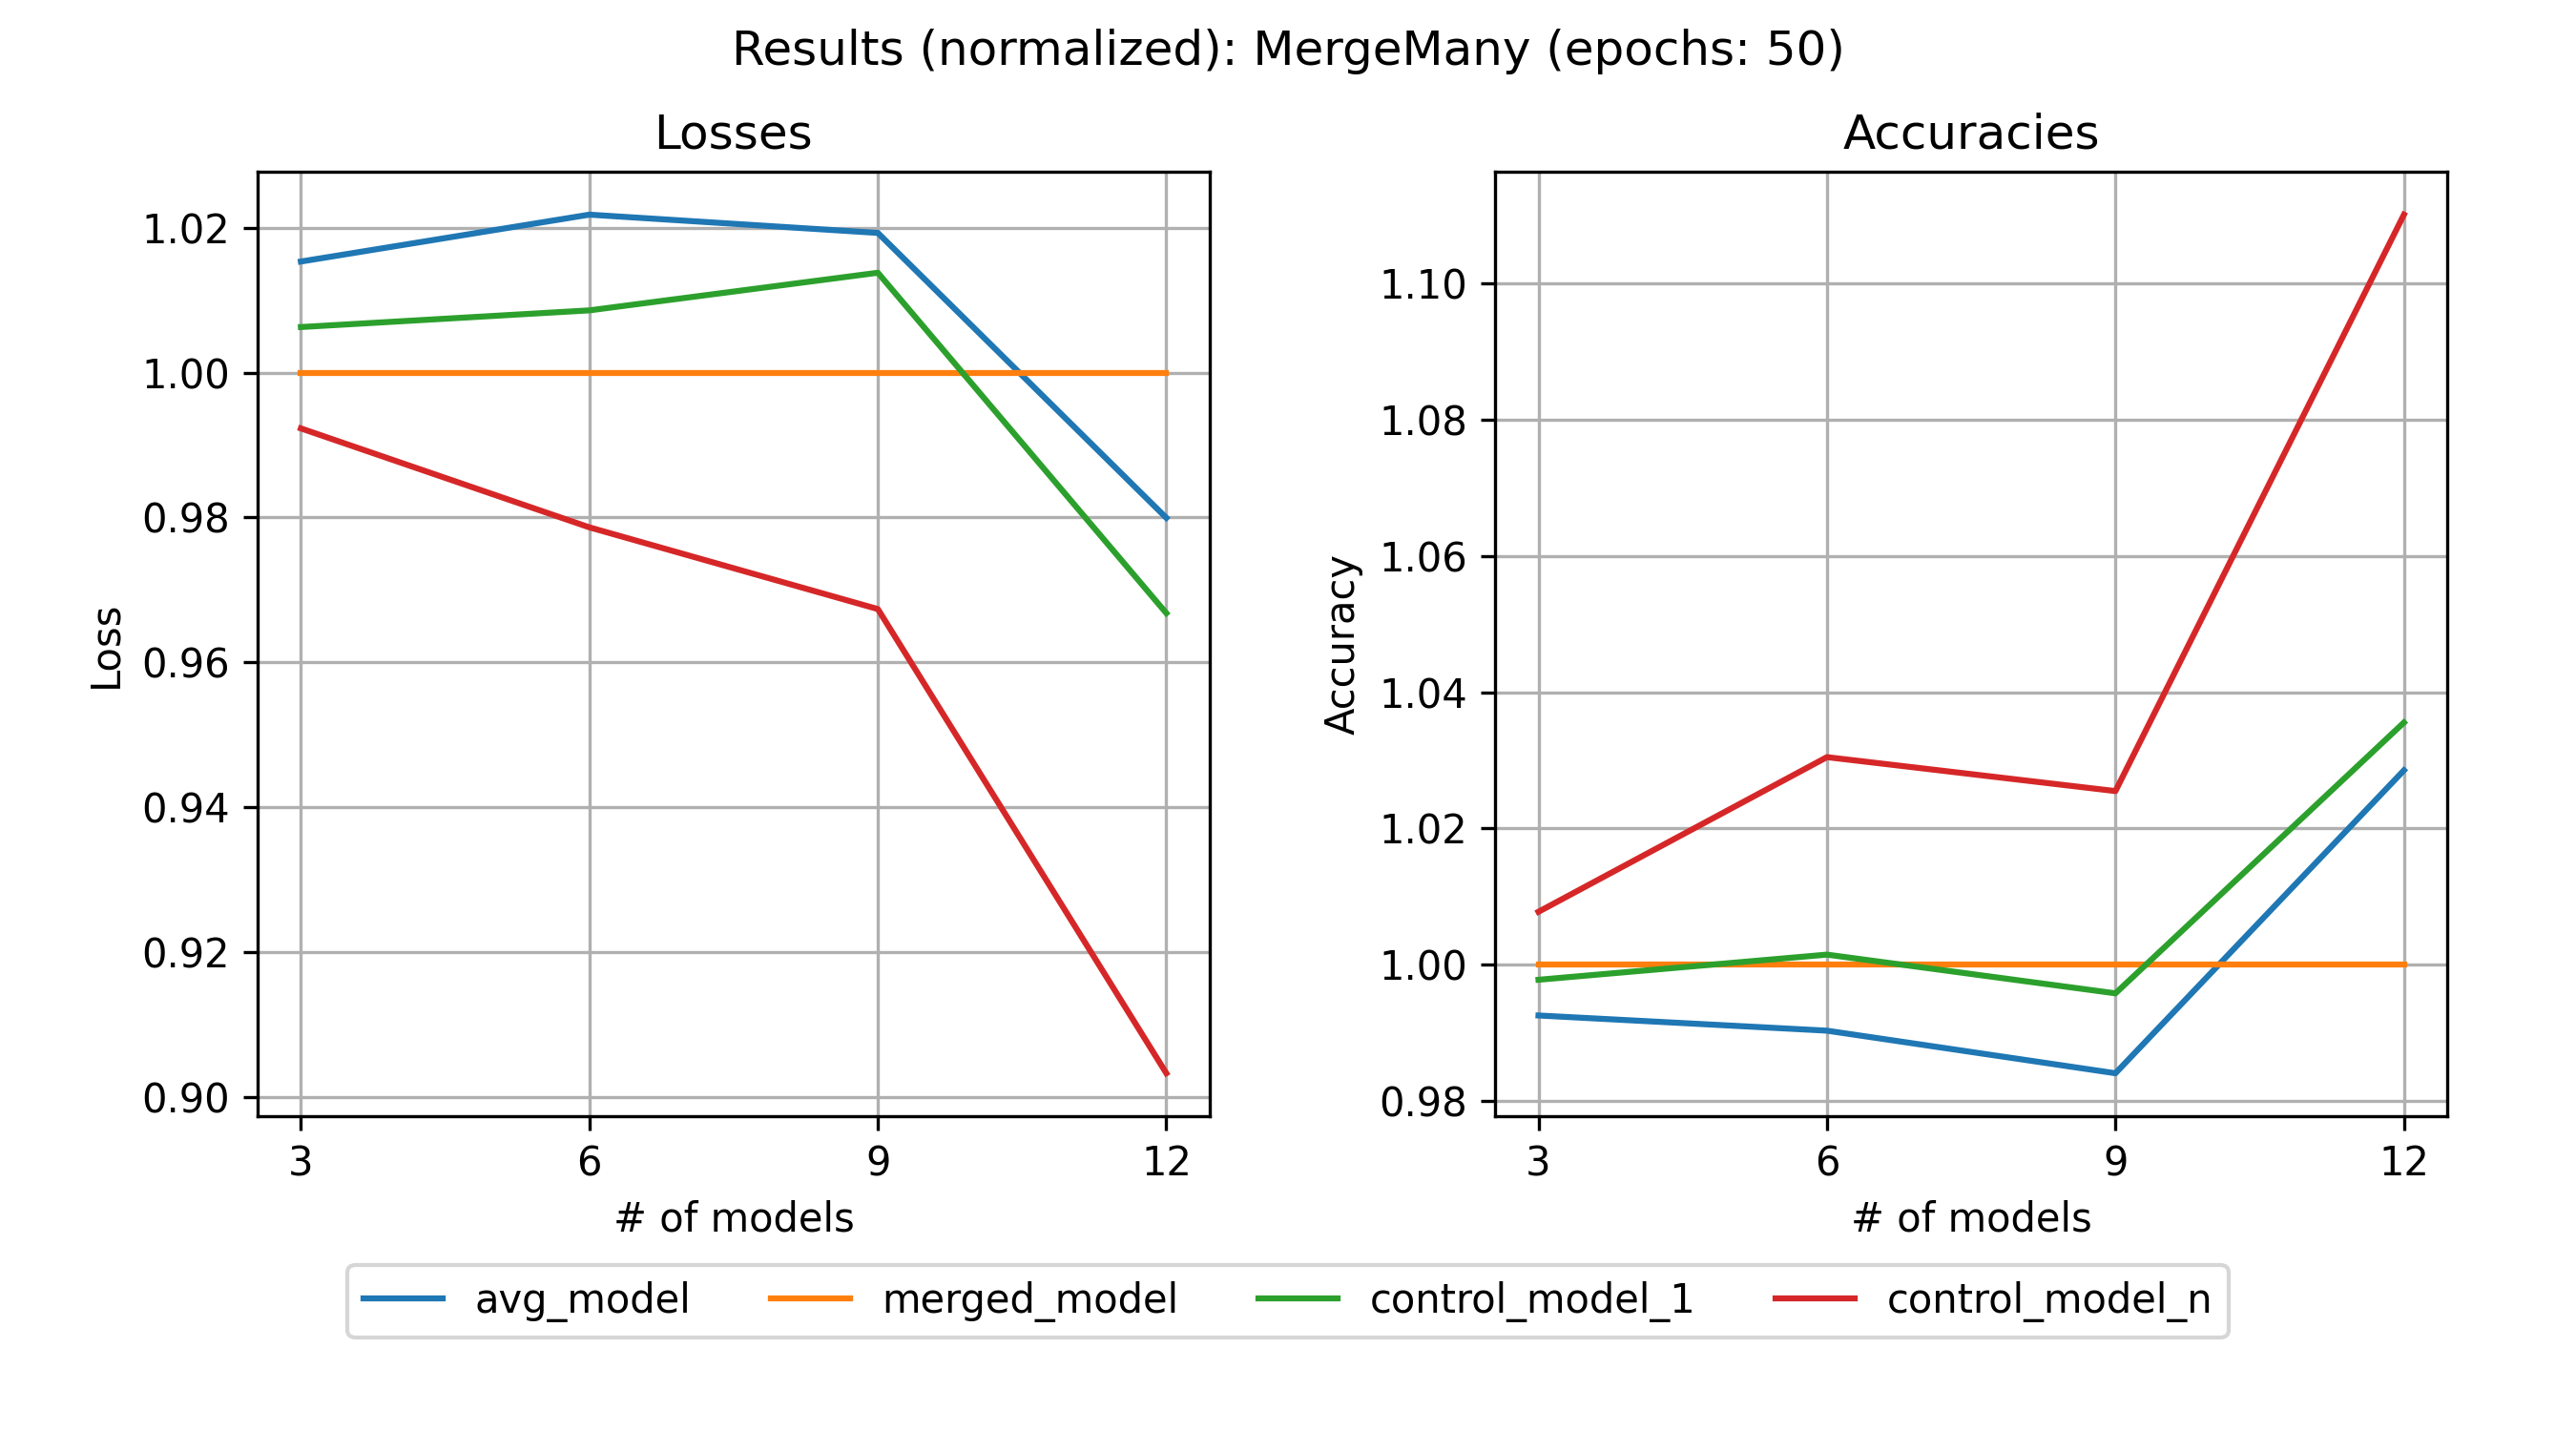 Results (normalized): MergeMany (epochs: 50)
Losses
1.02
1.00
0.98
0.96
0.94
0.92
0.90
Loss
3 6 9 12
# of models
Accuracies
1.10
1.08
1.06
1.04
1.02
1.00
0.98
Accuracy
3 6 9 12
# of models
avg_model merged_model control_model_1 control_model_n